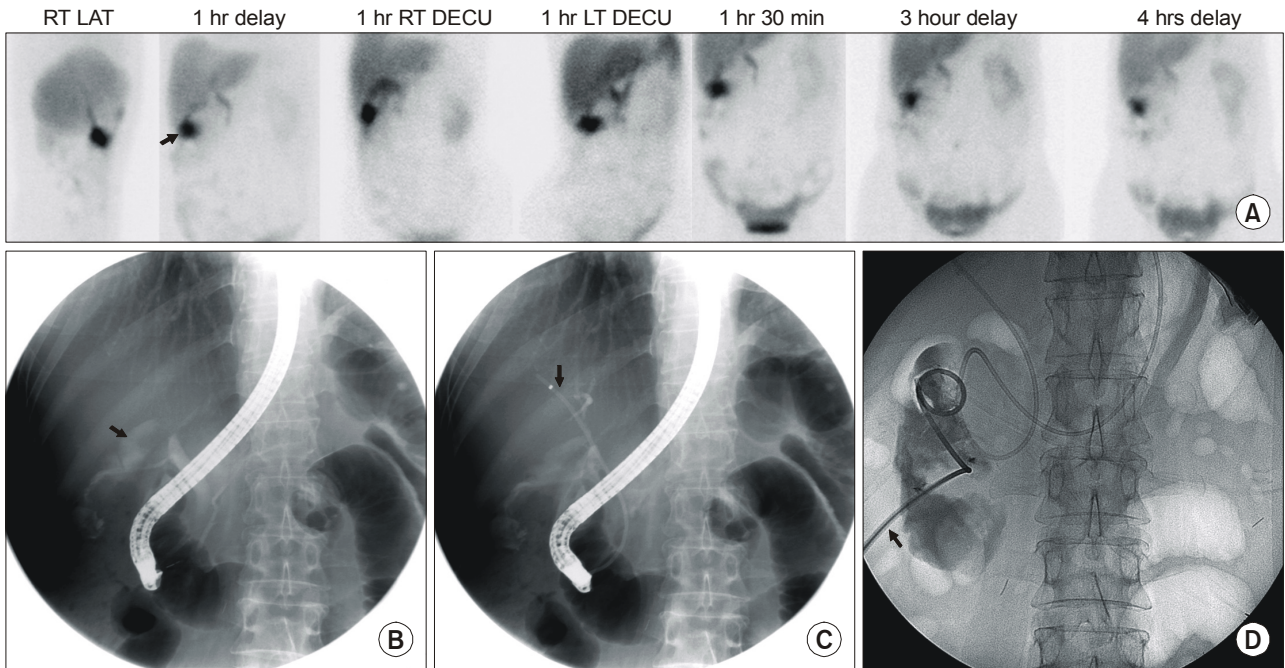 RT LAT 1 hr delay 1 hr RT DECU 1 hr LT DECU 1 hr 30 min 3 hour delay 4 hrs delay
A
B
C
D